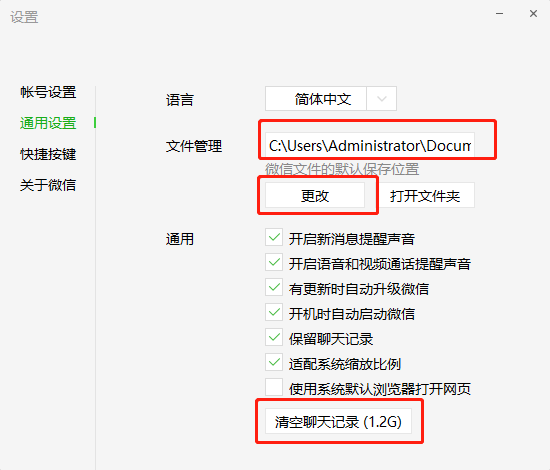 设置
帐号设置
通用设置
快捷按键
关于微信
语言
简体中文
文件管理
C:\Users\Administrator\Docum
微信文件的默认保存位置
更改
打开文件夹
通用
开启新消息提醒声音
开启语音和视频通话提醒声音
有更新时自动升级微信
开机时自动启动微信
保留聊天记录
适配系统缩放比例
使用系统默认浏览器打开网页
清空聊天记录 (1.2G)